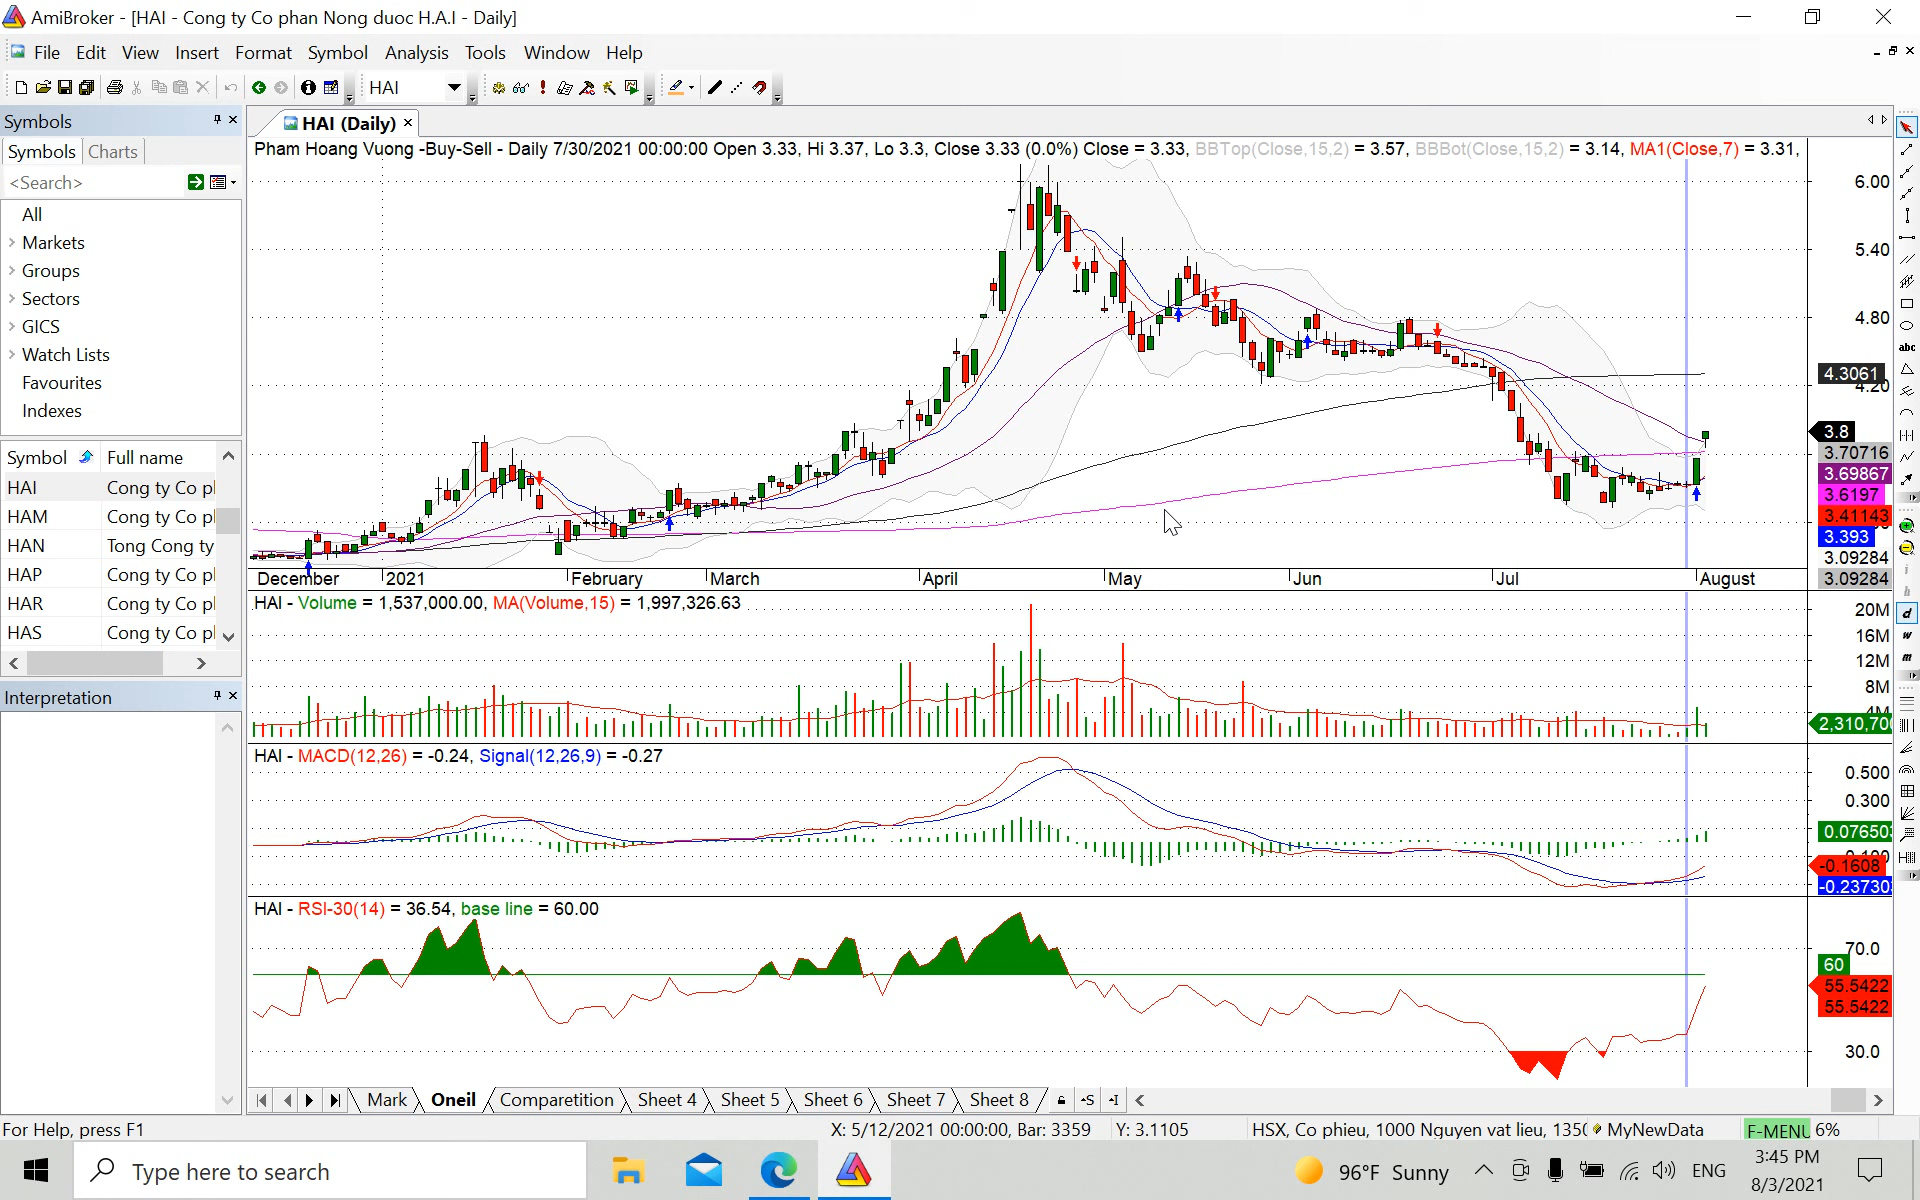 AmiBroker - [HAI - Cong ty Co phan Nong duoc H.A.I - Daily]
File Edit View Insert Format Symbol Analysis Tools Window Help
HAI
Symbols
HAI (Daily)
Symbols Charts
Pham Hoang Vuong -Buy-Sell - Daily 7/30/2021 00:00:00 Open 3.33, Hi 3.37, Lo 3.3, Close 3.33 (0.0%) Close = 3.33, BBTop(Close,15,2) = 3.57, BBBot(Close,15,2) = 3.14, MA1(Close,7) = 3.31,
<Search>
All
Markets
Groups
Sectors
GICS
Watch Lists
Favourites
Indexes
Symbol Full name
HAI Cong ty Co pl
HAM Cong ty Co pl
HAN Tong Cong ty
HAP Cong ty Co pl
HAR Cong ty Co pl
HAS Cong ty Co pl
Interpretation
6.00
5.40
4.80
4.3061
4.20
3.8
3.70716
3.69867
3.6197
3.41143
3.393
3.09284
3.09284
December 2021 February March April May Jun Jul August
HAI - Volume = 1,537,000.00, MA(Volume,15) = 1,997,326.63
20M
16M
12M
8M
4M
2,310,70
HAI - MACD(12,26) = -0.24, Signal(12,26,9) = -0.27
0.500
0.300
0.07650
-0.1608
-0.23730
HAI - RSI-30(14) = 36.54, base line = 60.00
70.0
60
55.5422
55.5422
30.0
abc
d
w
m
Mark Oneil Comparetition Sheet 4 Sheet 5 Sheet 6 Sheet 7 Sheet 8
For Help, press F1
X: 5/12/2021 00:00:00, Bar: 3359 Y: 3.1105 HSX, Co phieu, 1000 Nguyen vat lieu, 135( MyNewData F-MENU 6%
Type here to search
96°F Sunny
ENG
3:45 PM
8/3/2021